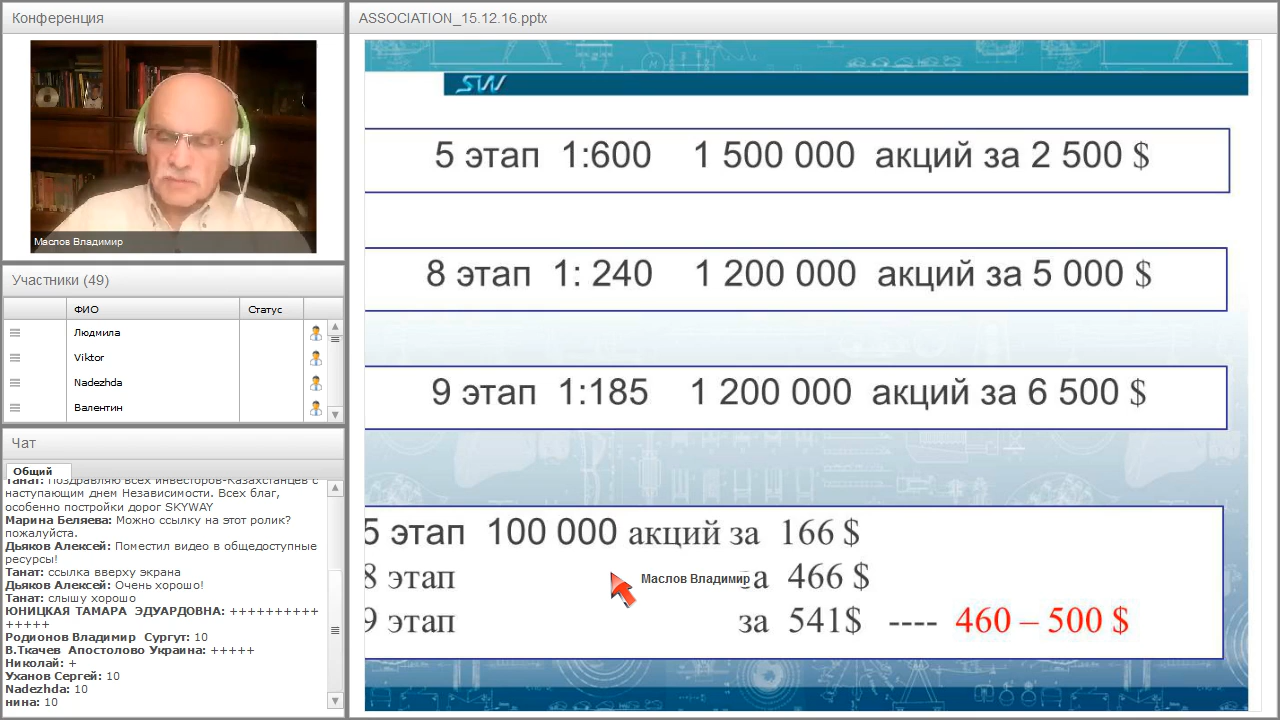 Конференция
Маслов Владимир
Участники (49)
ФИО Статус
Людмила
Viktor
Nadezhda
Валентин
Чат
Общий
Танат: Поздравляю всех инвесторов-Казахстанцев с
наступающим днем Независимости. Всех благ,
особенно постройки дорог SKYWAY
Марина Беляева: Можно ссылку на этот ролик?
пожалуйста.
Дьяков Алексей: Поместил видео в общедоступные
ресурсы!
Танат: ссылка вверху экрана
Дьяков Алексей: Очень хорошо!
Танат: слышу хорошо
ЮНИЦКАЯ ТАМАРА ЭДУАРДОВНА: ++++++++++
+++++
Родионов Владимир Сургут: 10
В.Ткачев Апостолово Украина: +++++
Николай: +
Уханов Сергей: 10
Nadezhda: 10
нина: 10
ASSOCIATION_15.12.16.pptx
SW
5 этап 1:600 1 500 000 акций за 2 500 $
8 этап 1: 240 1 200 000 акций за 5 000 $
9 этап 1:185 1 200 000 акций за 6 500 $
5 этап 100 000 акций за 166 $
8 этап за 466 $
Маслов Владимир
9 этап за 541$ ---- 460 – 500 $